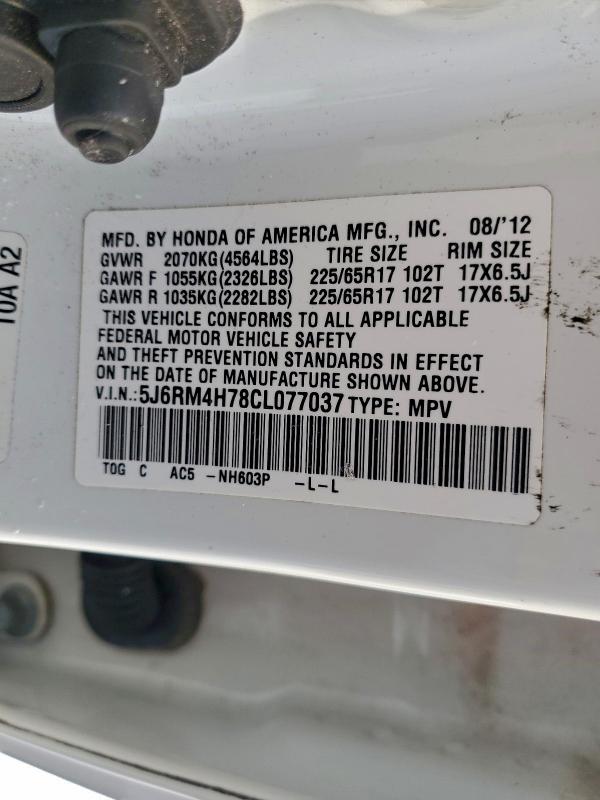 MFD. BY HONDA OF AMERICA MFG., INC. 08/'12
GVWR 2070KG(4564LBS) TIRE SIZE RIM SIZE
GAWR F 1055KG(2326LBS) 225/65R17 102T 17X6.5J
GAWR R 1035KG(2282LBS) 225/65R17 102T 17X6.5J
THIS VEHICLE CONFORMS TO ALL APPLICABLE
FEDERAL MOTOR VEHICLE SAFETY
AND THEFT PREVENTION STANDARDS IN EFFECT
ON THE DATE OF MANUFACTURE SHOWN ABOVE.
V.I.N.:5J6RM4H78CL077037 TYPE: MPV
TOG C AC5 -NH603P -L-L
T0A A2